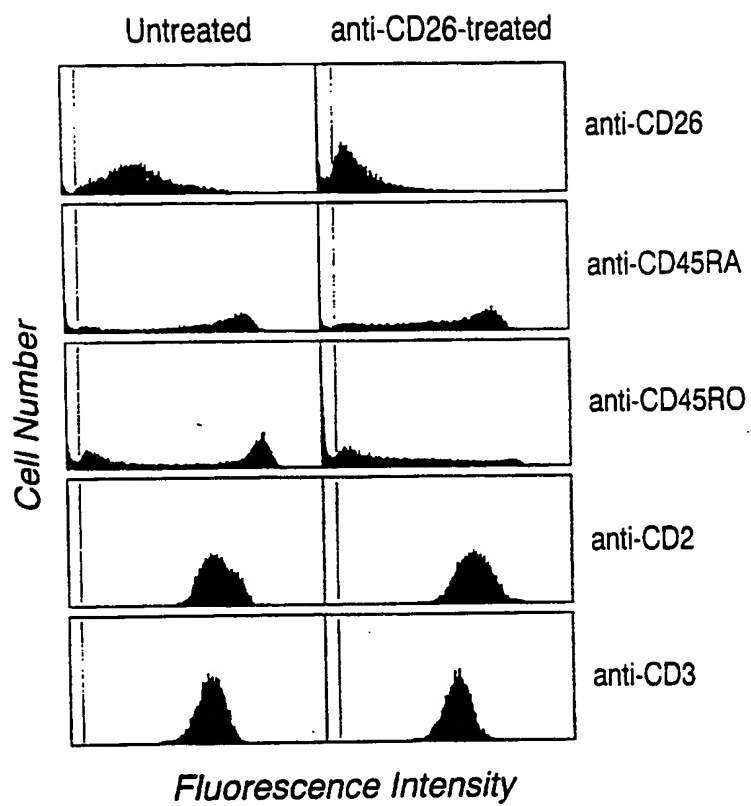 Untreated anti-CD26-treated
anti-CD26
anti-CD45RA
anti-CD45RO
anti-CD2
anti-CD3
Cell Number
Fluorescence Intensity